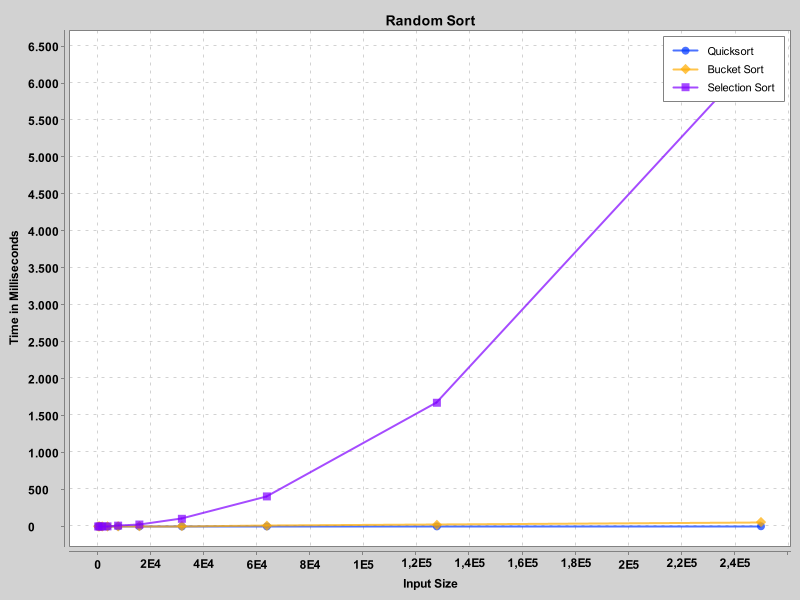 Random Sort
Quicksort
Bucket Sort
Selection Sort
6.500
6.000
5.500
5.000
4.500
4.000
3.500
3.000
2.500
2.000
1.500
1.000
500
0
Time in Milliseconds
0 2E4 4E4 6E4 8E4 1E5 1,2E5 1,4E5 1,6E5 1,8E5 2E5 2,2E5 2,4E5
Input Size